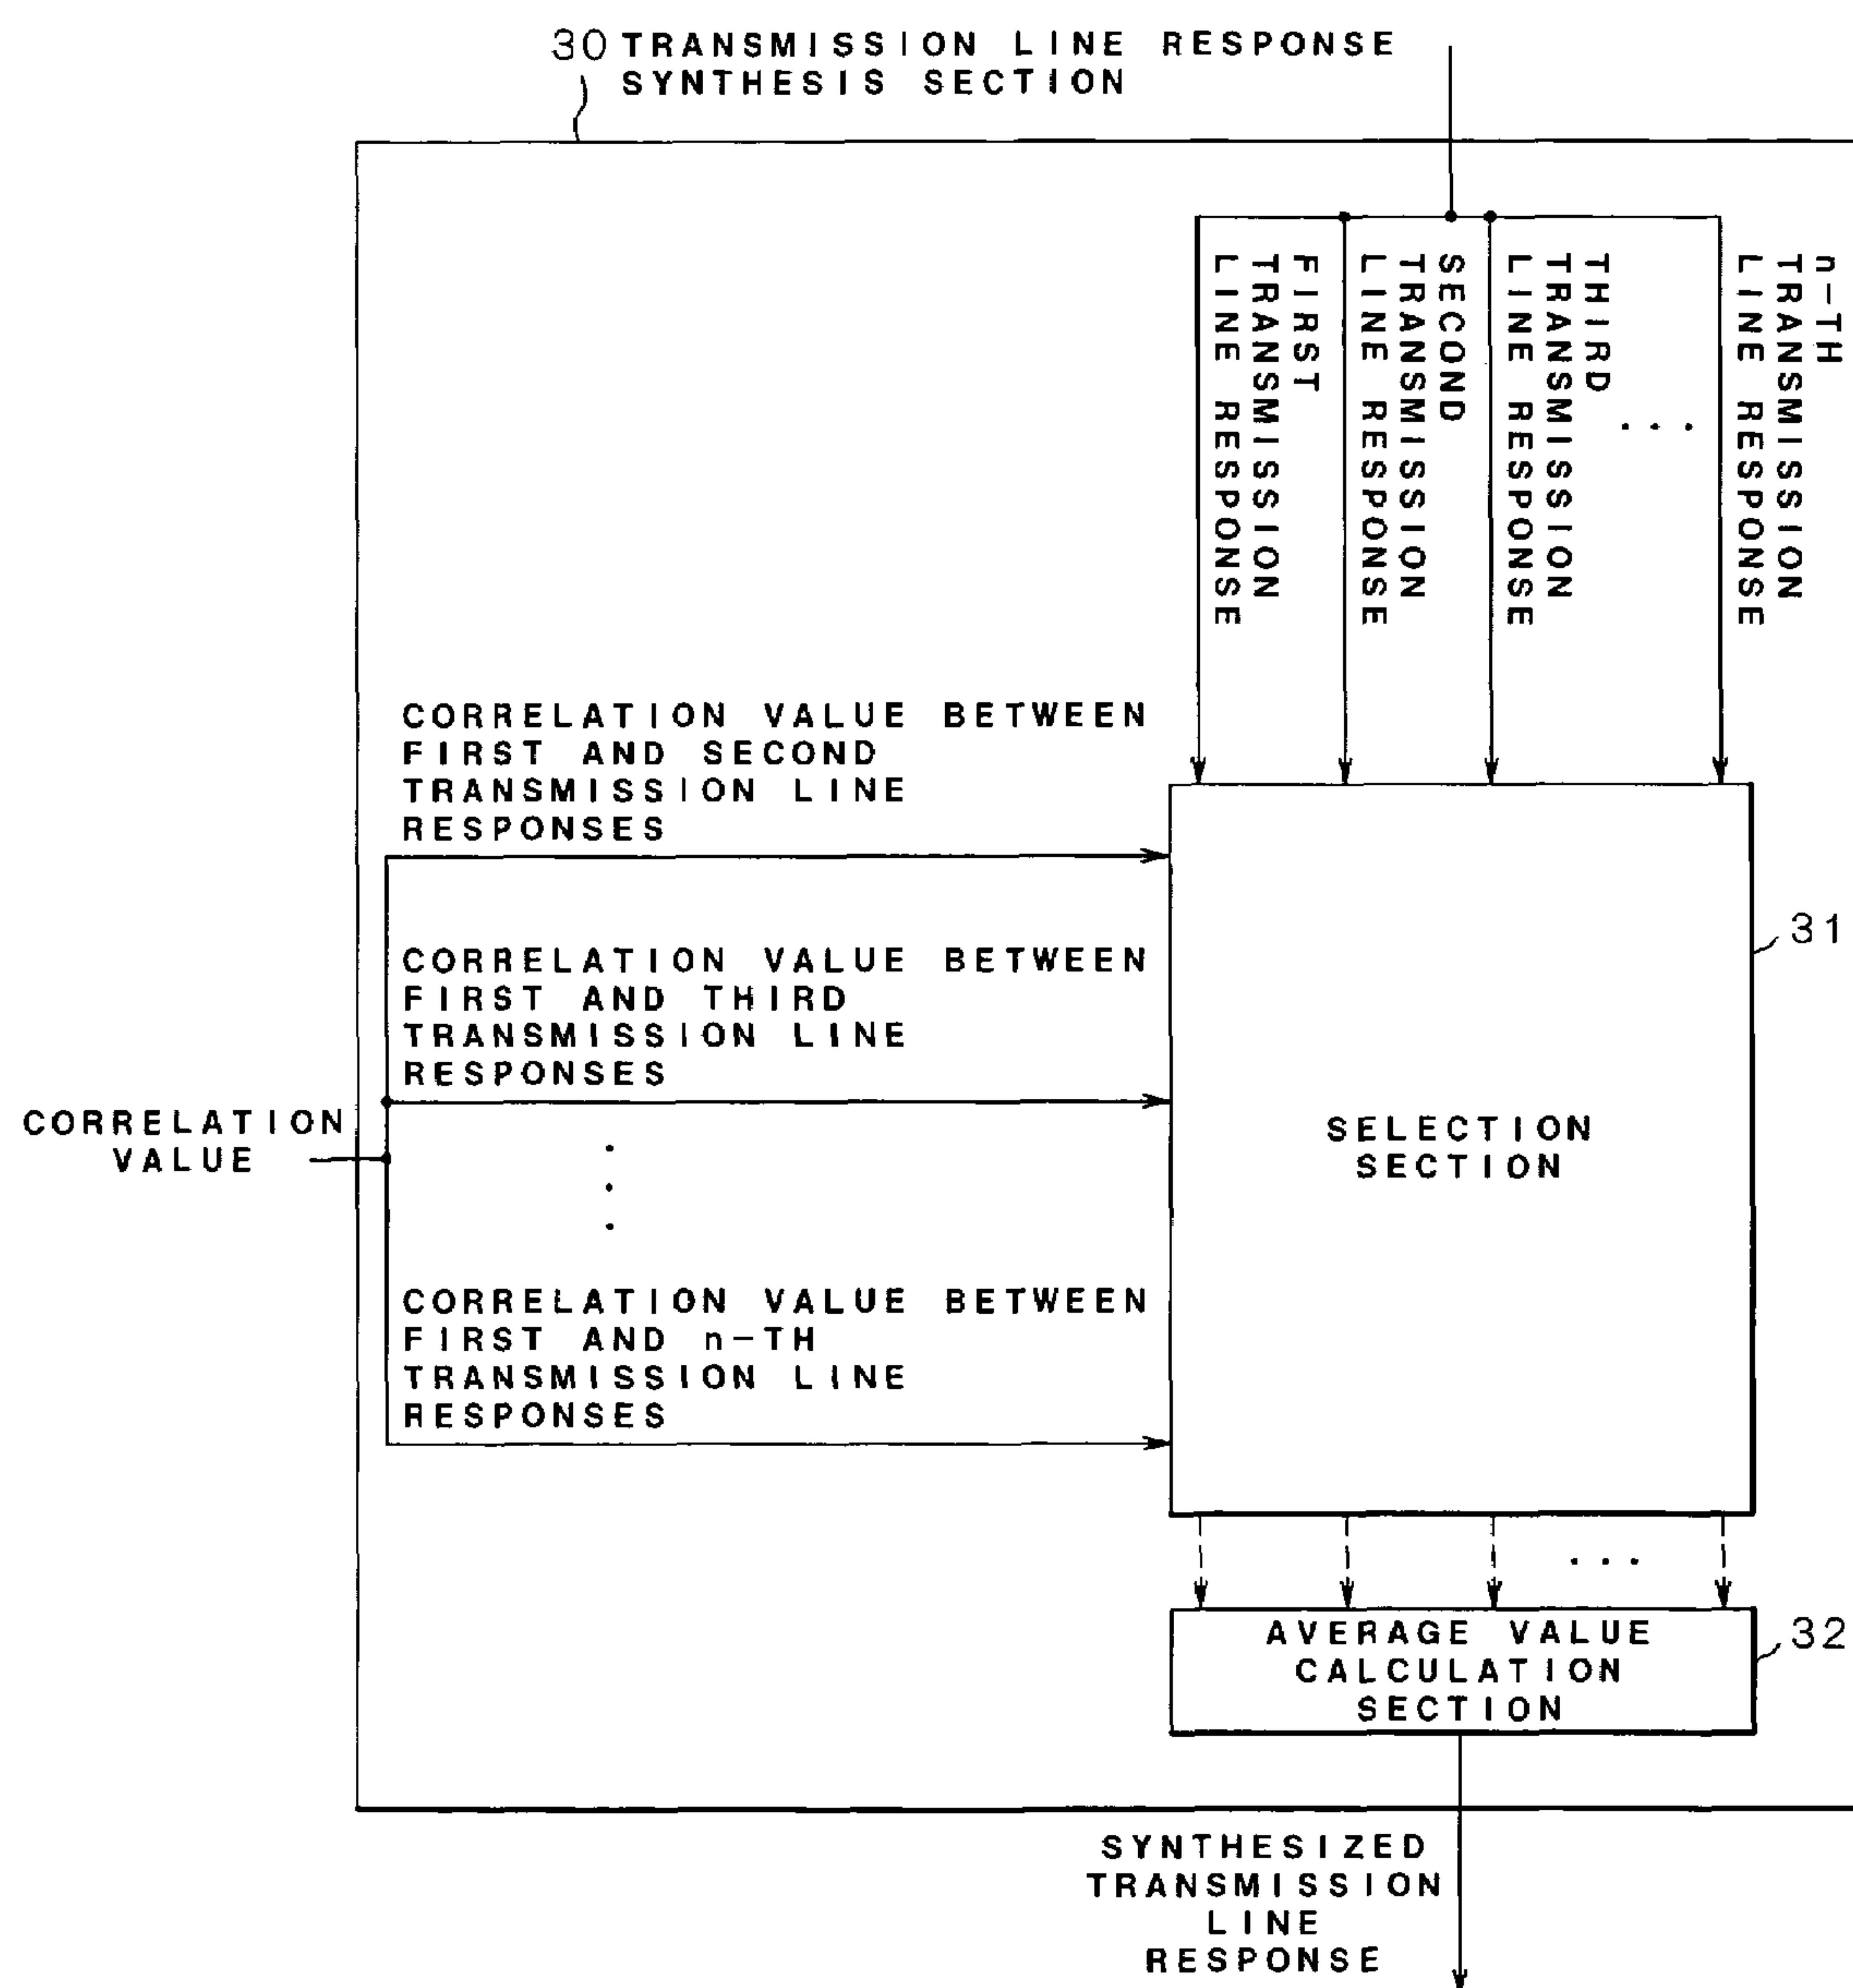 30 TRANSMISSION LINE RESPONSE
SYNTHESIS SECTION
FIRST
TRANSMISSION
LINE RESPONSE
SECOND
TRANSMISSION
LINE RESPONSE
THIRD
TRANSMISSION
LINE RESPONSE
...
n-TH
TRANSMISSION
LINE RESPONSE
CORRELATION VALUE BETWEEN
FIRST AND SECOND
TRANSMISSION LINE
RESPONSES
31
CORRELATION VALUE BETWEEN
FIRST AND THIRD
TRANSMISSION LINE
RESPONSES
CORRELATION
VALUE
SELECTION
SECTION
...
CORRELATION VALUE BETWEEN
FIRST AND n-TH
TRANSMISSION LINE
RESPONSES
...
AVERAGE VALUE
CALCULATION
SECTION
32
SYNTHESIZED
TRANSMISSION
LINE
RESPONSE